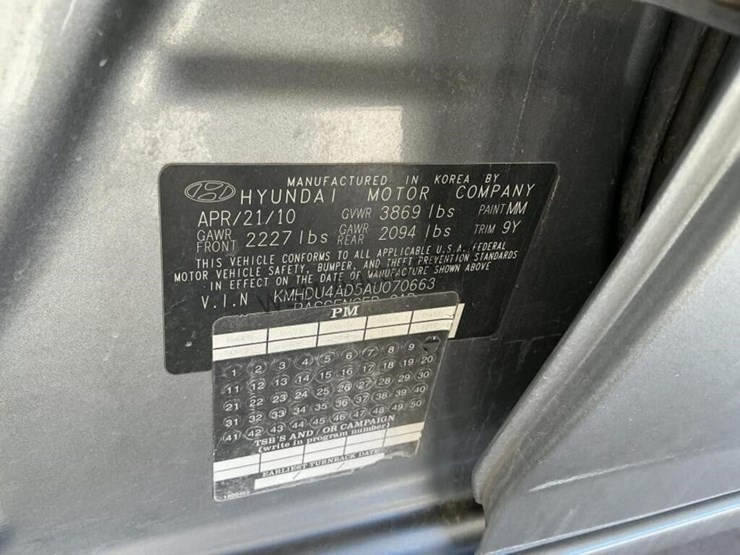 MANUFACTURED IN KOREA BY
HYUNDAI MOTOR COMPANY
APR/21/10 GVWR 3869 lbs PAINT MM
GAWR FRONT 2227 lbs GAWR REAR 2094 lbs TRIM 9Y
THIS VEHICLE CONFORMS TO ALL APPLICABLE U.S.A. FEDERAL
MOTOR VEHICLE SAFETY, BUMPER, AND THEFT PREVENTION STANDARDS
IN EFFECT ON THE DATE OF MANUFACTURE SHOWN ABOVE
V.I.N KMHDU4AD5AU070663
PASSENGER CAR
PM
1 2 3 4 5 6 7 8 9
11 12 13 14 15 16 17 18 19 20
21 22 23 24 25 26 27 28 29 30
31 32 33 34 35 36 37 38 39 40
41 42 43 44 45 46 47 48 49 50
TSB'S AND / OR CAMPAIGN
(write in program number)
EARLIEST TURNBACK DATE